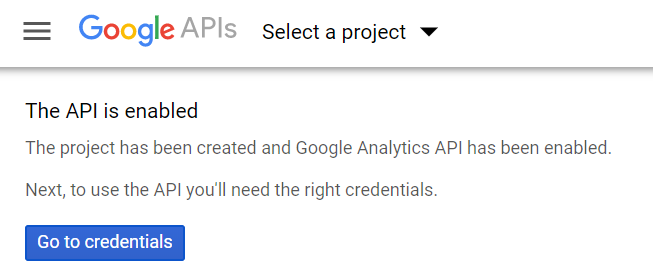 Google APIs Select a project
The API is enabled
The project has been created and Google Analytics API has been enabled.
Next, to use the API you'll need the right credentials.
Go to credentials